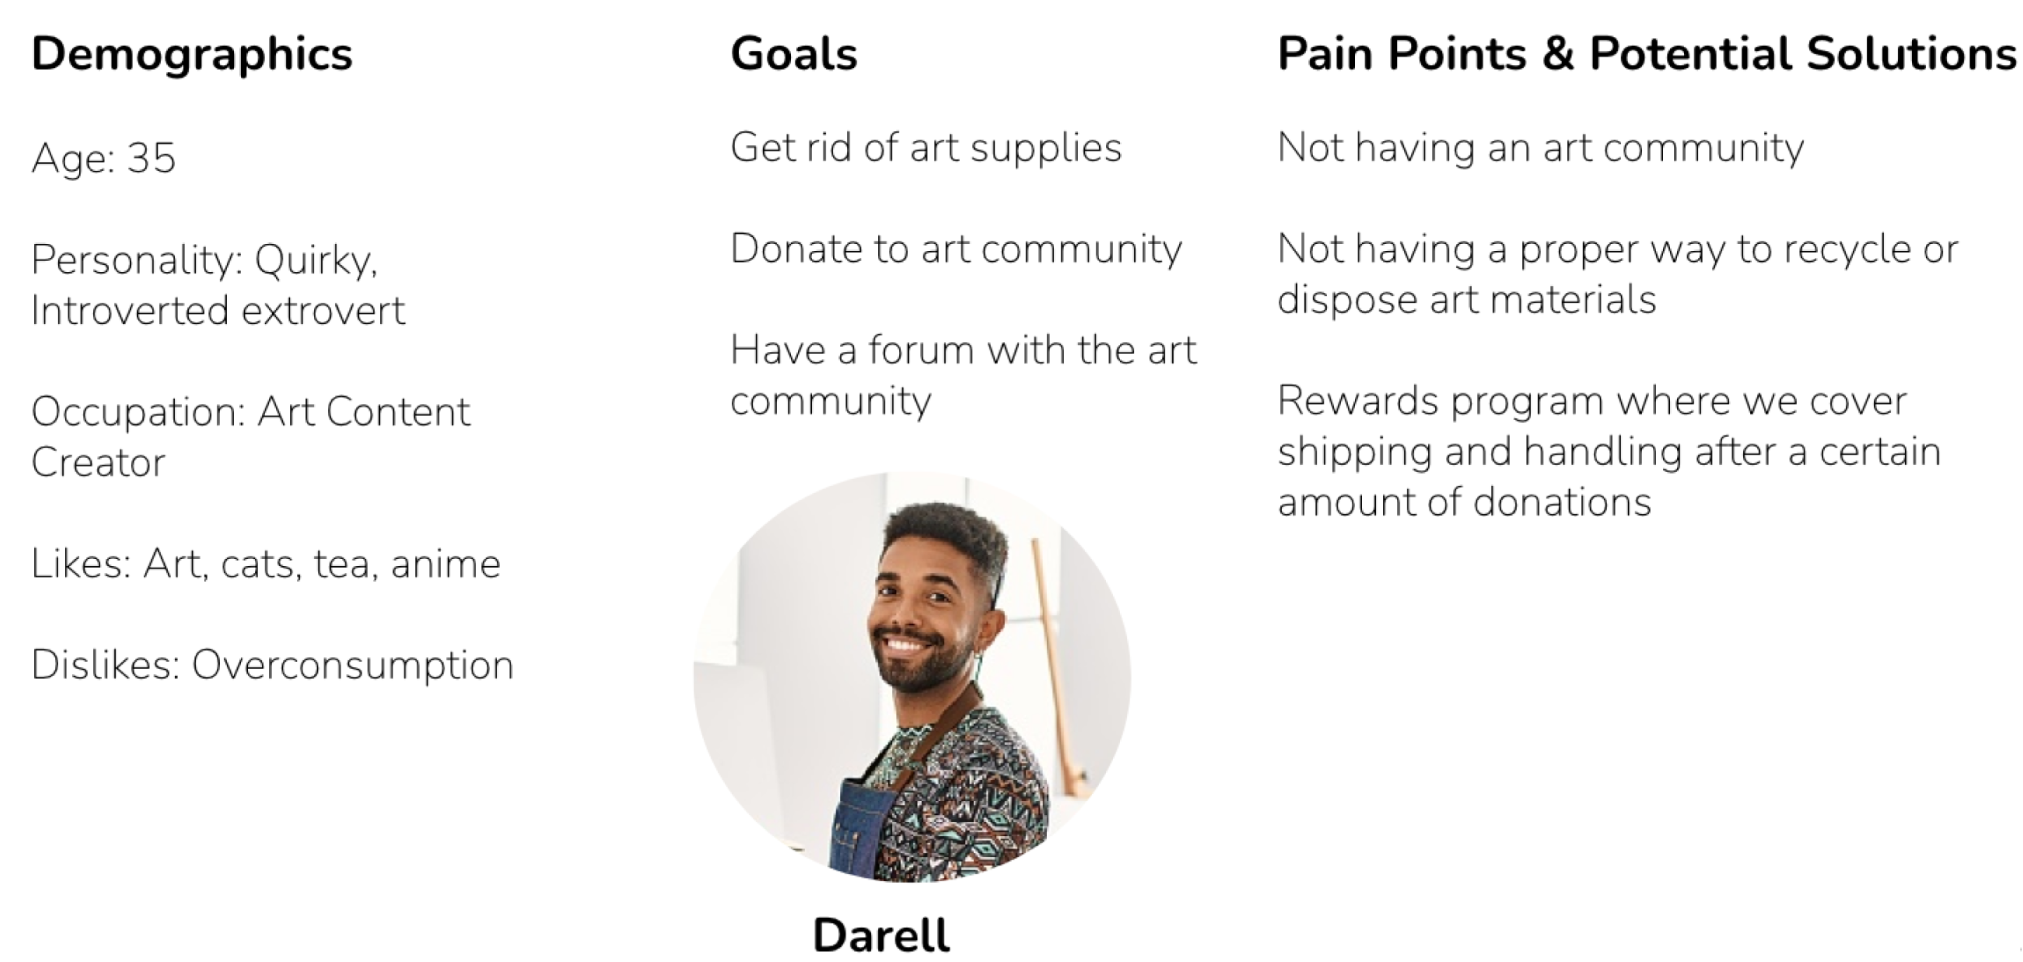 Demographics
Age: 35
Personality: Quirky,
Introverted extrovert
Occupation: Art Content
Creator
Likes: Art, cats, tea, anime
Dislikes: Overconsumption
Goals
Get rid of art supplies
Donate to art community
Have a forum with the art
community
Darell
Pain Points & Potential Solutions
Not having an art community
Not having a proper way to recycle or
dispose art materials
Rewards program where we cover
shipping and handling after a certain
amount of donations